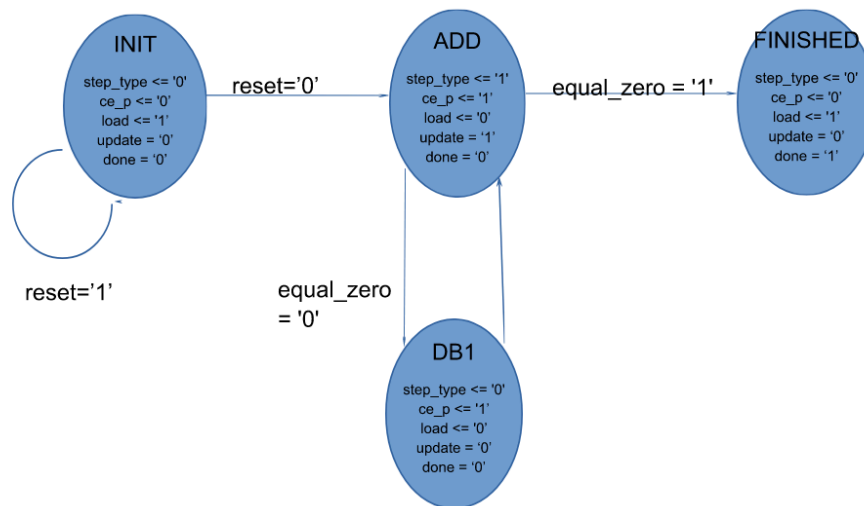 INIT
step_type <= '0'
ce_p <= '0'
load <= '1'
update = ‘0’
done = ‘0’
reset=’0’
ADD
step_type <= '1'
ce_p <= '1'
load <= '0'
update = ‘1’
done = ‘0’
equal_zero = '1'
FINISHED
step_type <= '0'
ce_p <= '0'
load <= '1'
update = ‘0’
done = ‘1’
reset=’1’
equal_zero
= '0'
DB1
step_type <= '0'
ce_p <= '1'
load <= '0'
update = ‘0’
done = ‘0’